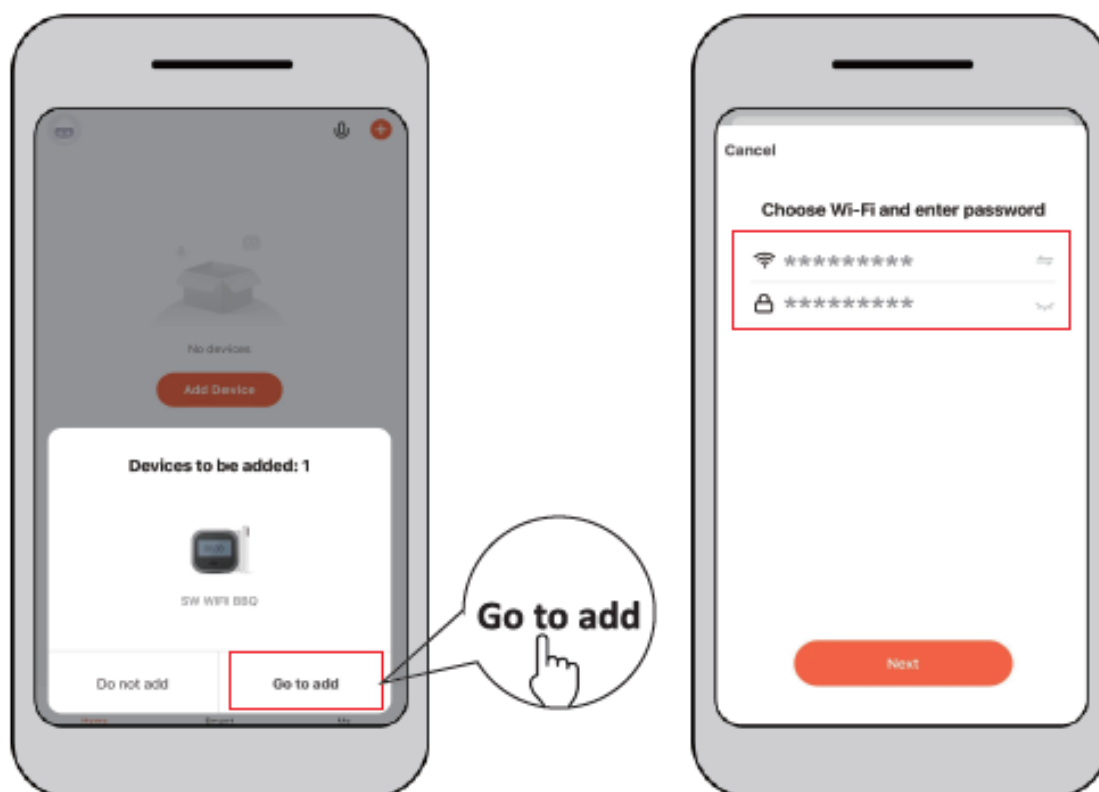 No devices
Add Device
Devices to be added: 1
SW WIFI BBQ
Do not add
Go to add
Go to add
Cancel
Choose Wi-Fi and enter password
*********
*********
Next